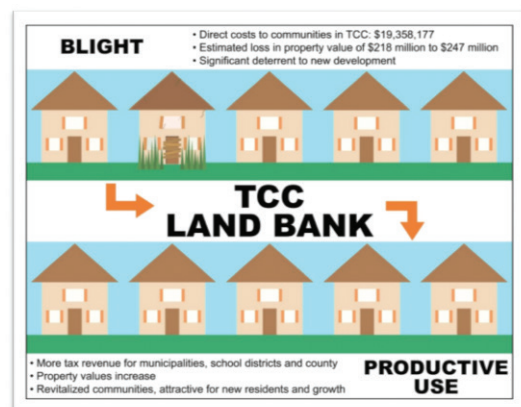 BLIGHT
• Direct costs to communities in TCC: $19,358,177
• Estimated loss in property value of $218 million to $247 million
• Significant deterrent to new development
TCC
LAND BANK
• More tax revenue for municipalities, school districts and county
• Property values increase
• Revitalized communities, attractive for new residents and growth
PRODUCTIVE
USE